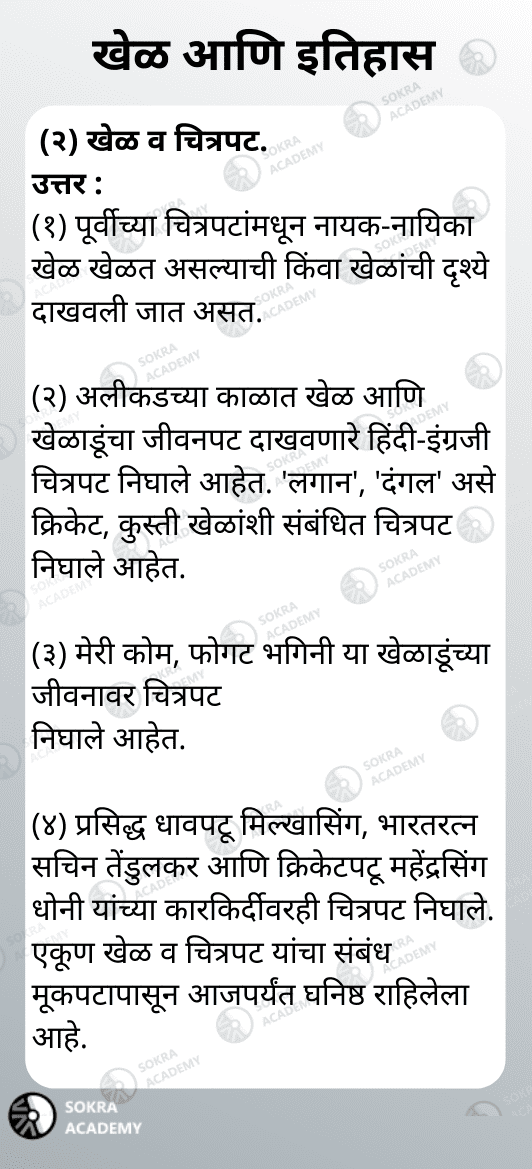 खेळ आणि इतिहास
(२) खेळ व चित्रपट.
उत्तर :
(१) पूर्वीच्या चित्रपटांमधून नायक-नायिका
खेळ खेळत असल्याची किंवा खेळांची दृश्ये
दाखवली जात असत.
(२) अलीकडच्या काळात खेळ आणि
खेळाडूंचा जीवनपट दाखवणारे हिंदी-इंग्रजी
चित्रपट निघाले आहेत. 'लगान', 'दंगल' असे
क्रिकेट, कुस्ती खेळांशी संबंधित चित्रपट
निघाले आहेत.
(३) मेरी कोम, फोगट भगिनी या खेळाडूंच्या
जीवनावर चित्रपट
निघाले आहेत.
(४) प्रसिद्ध धावपटू मिल्खासिंग, भारतरत्न
सचिन तेंडुलकर आणि क्रिकेटपटू महेंद्रसिंग
धोनी यांच्या कारकिर्दीवरही चित्रपट निघाले.
एकूण खेळ व चित्रपट यांचा संबंध
मूकपटापासून आजपर्यंत घनिष्ठ राहिलेला
आहे.
SOKRA
ACADEMY